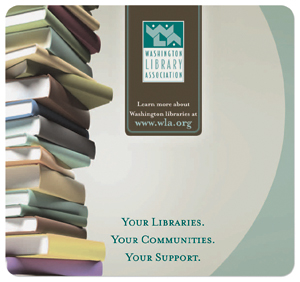 WASHINGTON
LIBRARY
ASSOCIATION
Learn more about
Washington libraries at
www.wla.org
YOUR LIBRARIES.
YOUR COMMUNITIES.
YOUR SUPPORT.